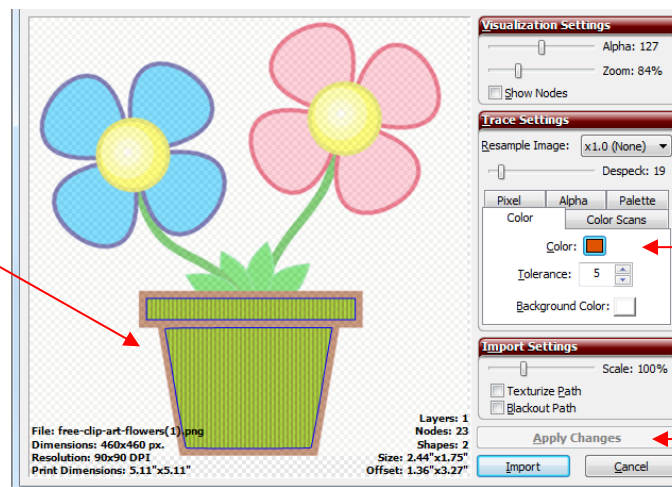 Visualization Settings
Alpha: 127
Zoom: 84%
Show Nodes
Trace Settings
Resample Image: x1.0 (None)
Despeck: 19
Pixel Alpha Palette
Color Color Scans
Color:
Tolerance: 5
Background Color:
Import Settings
Scale: 100%
Texturize Path
Blackout Path
Apply Changes
Import Cancel
File: free-clip-art-flowers(1).png
Dimensions: 460x460 px.
Resolution: 90x90 DPI
Print Dimensions: 5.11"x5.11"
Layers: 1
Nodes: 23
Shapes: 2
Size: 2.44"x1.75"
Offset: 1.36"x3.27"